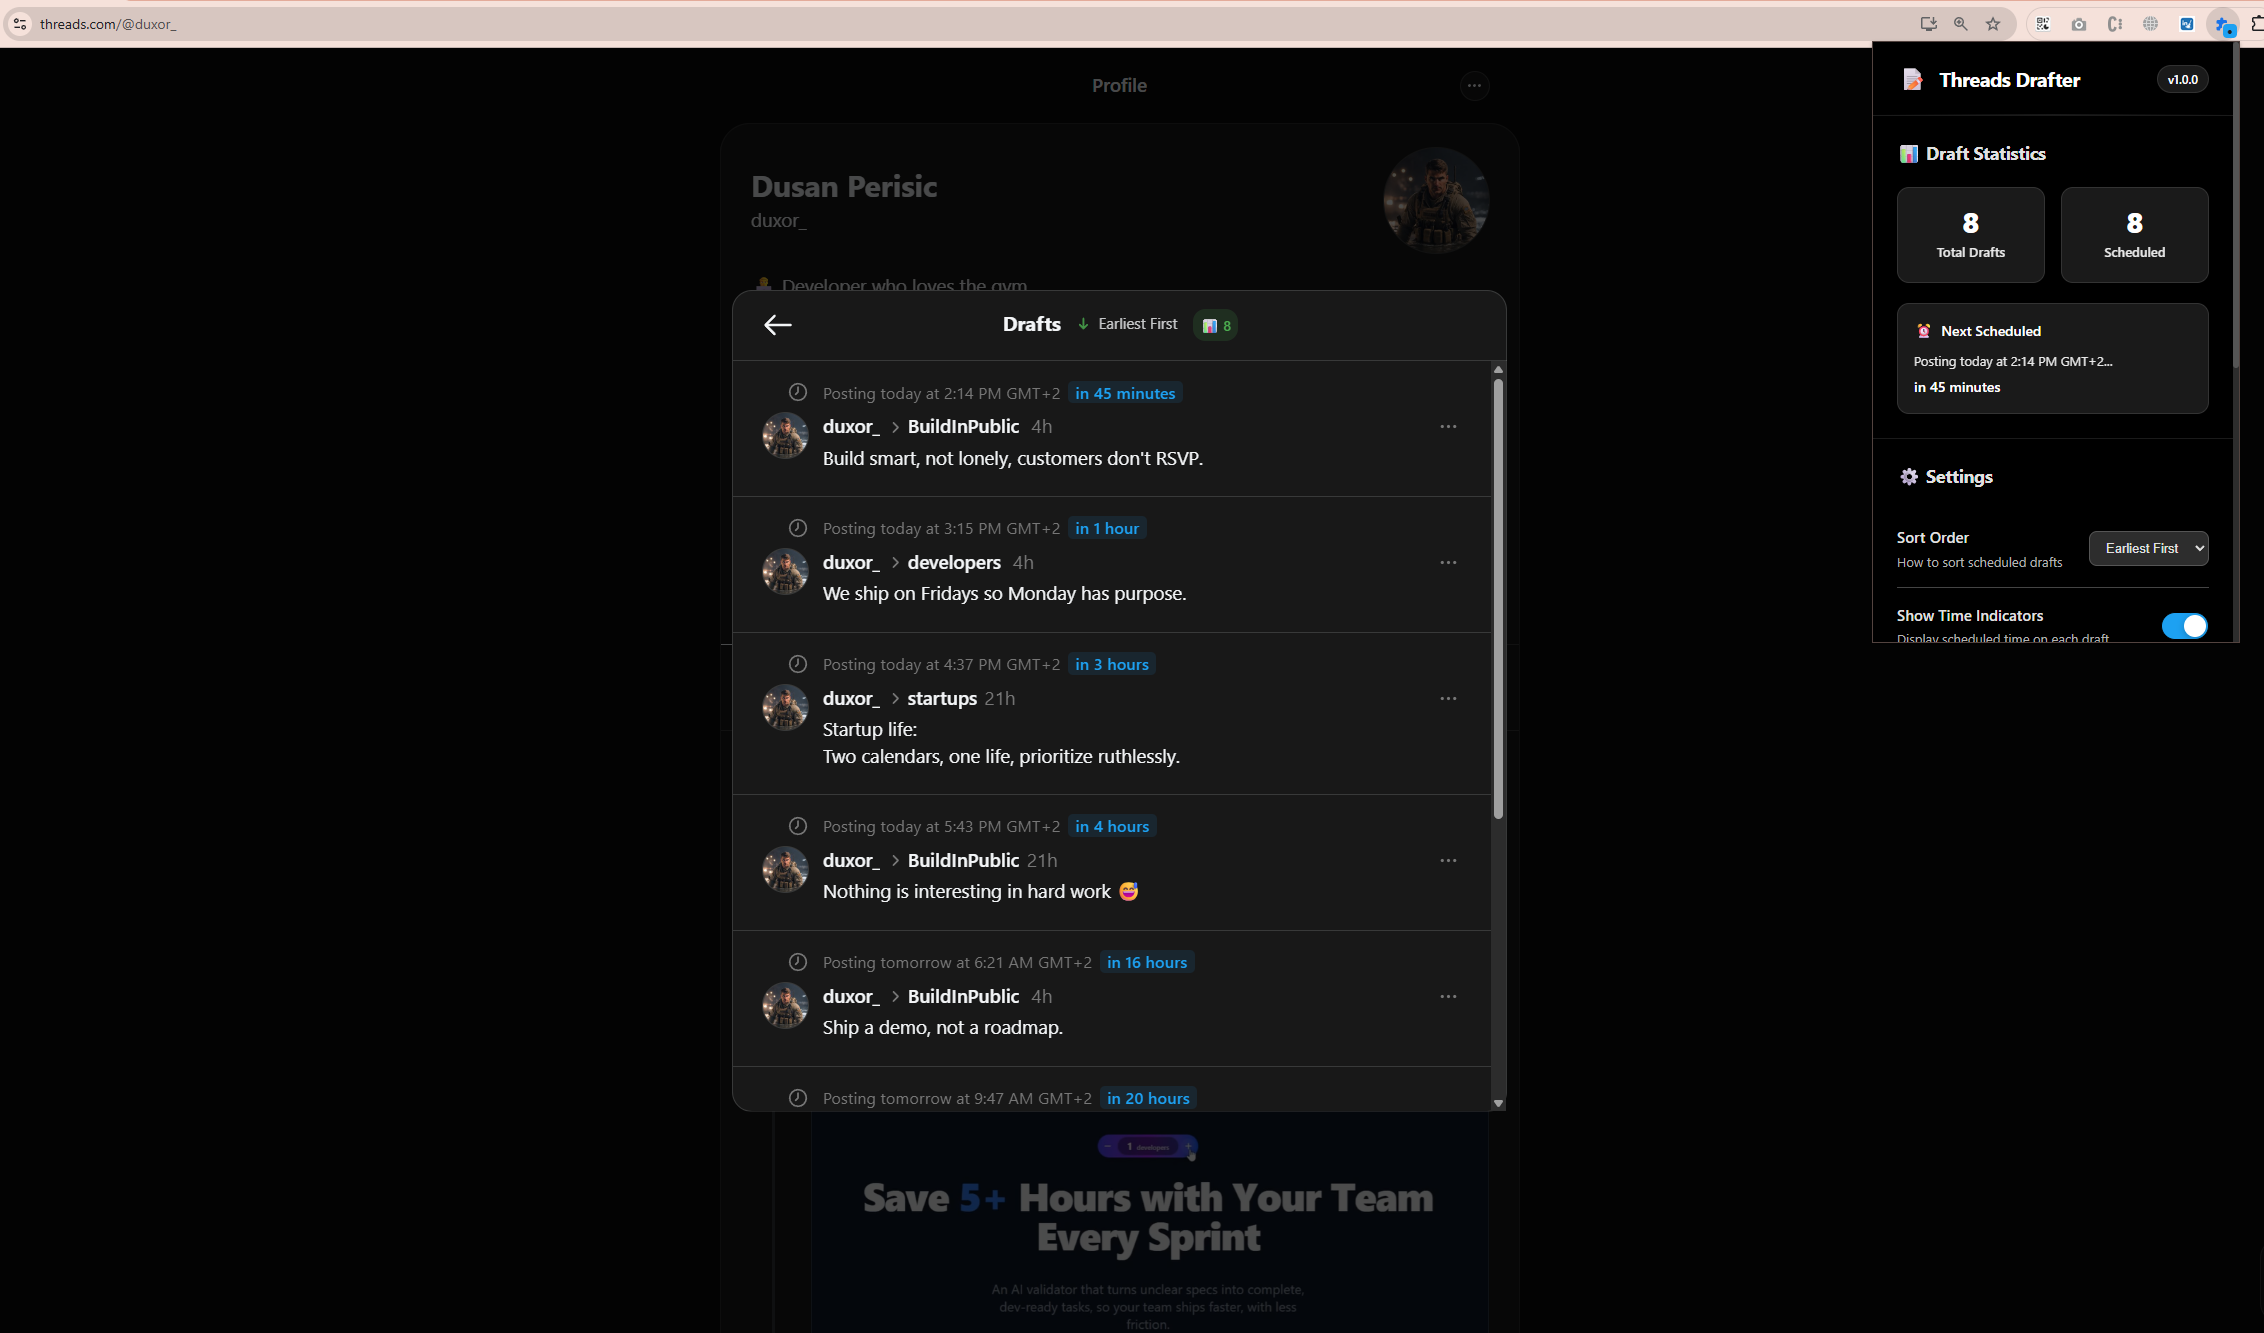 threads.com/@duxor_
Profile
Dusan Perisic
duxor_
Developer who loves the gym
Drafts
Earliest First
8
Posting today at 2:14 PM GMT+2 in 45 minutes
duxor_ > BuildInPublic 4h
Build smart, not lonely, customers don't RSVP.
Posting today at 3:15 PM GMT+2 in 1 hour
duxor_ > developers 4h
We ship on Fridays so Monday has purpose.
Posting today at 4:37 PM GMT+2 in 3 hours
duxor_ > startups 21h
Startup life:
Two calendars, one life, prioritize ruthlessly.
Posting today at 5:43 PM GMT+2 in 4 hours
duxor_ > BuildInPublic 21h
Nothing is interesting in hard work 😅
Posting tomorrow at 6:21 AM GMT+2 in 16 hours
duxor_ > BuildInPublic 4h
Ship a demo, not a roadmap.
Posting tomorrow at 9:47 AM GMT+2 in 20 hours
1 developers
Save 5+ Hours with Your Team
Every Sprint
An AI validator that turns unclear specs into complete,
dev-ready tasks, so your team ships faster, with less
friction.
Threads Drafter
v1.0.0
Draft Statistics
8
Total Drafts
8
Scheduled
Next Scheduled
Posting today at 2:14 PM GMT+2...
in 45 minutes
Settings
Sort Order
How to sort scheduled drafts
Earliest First
Show Time Indicators
Display scheduled time on each draft